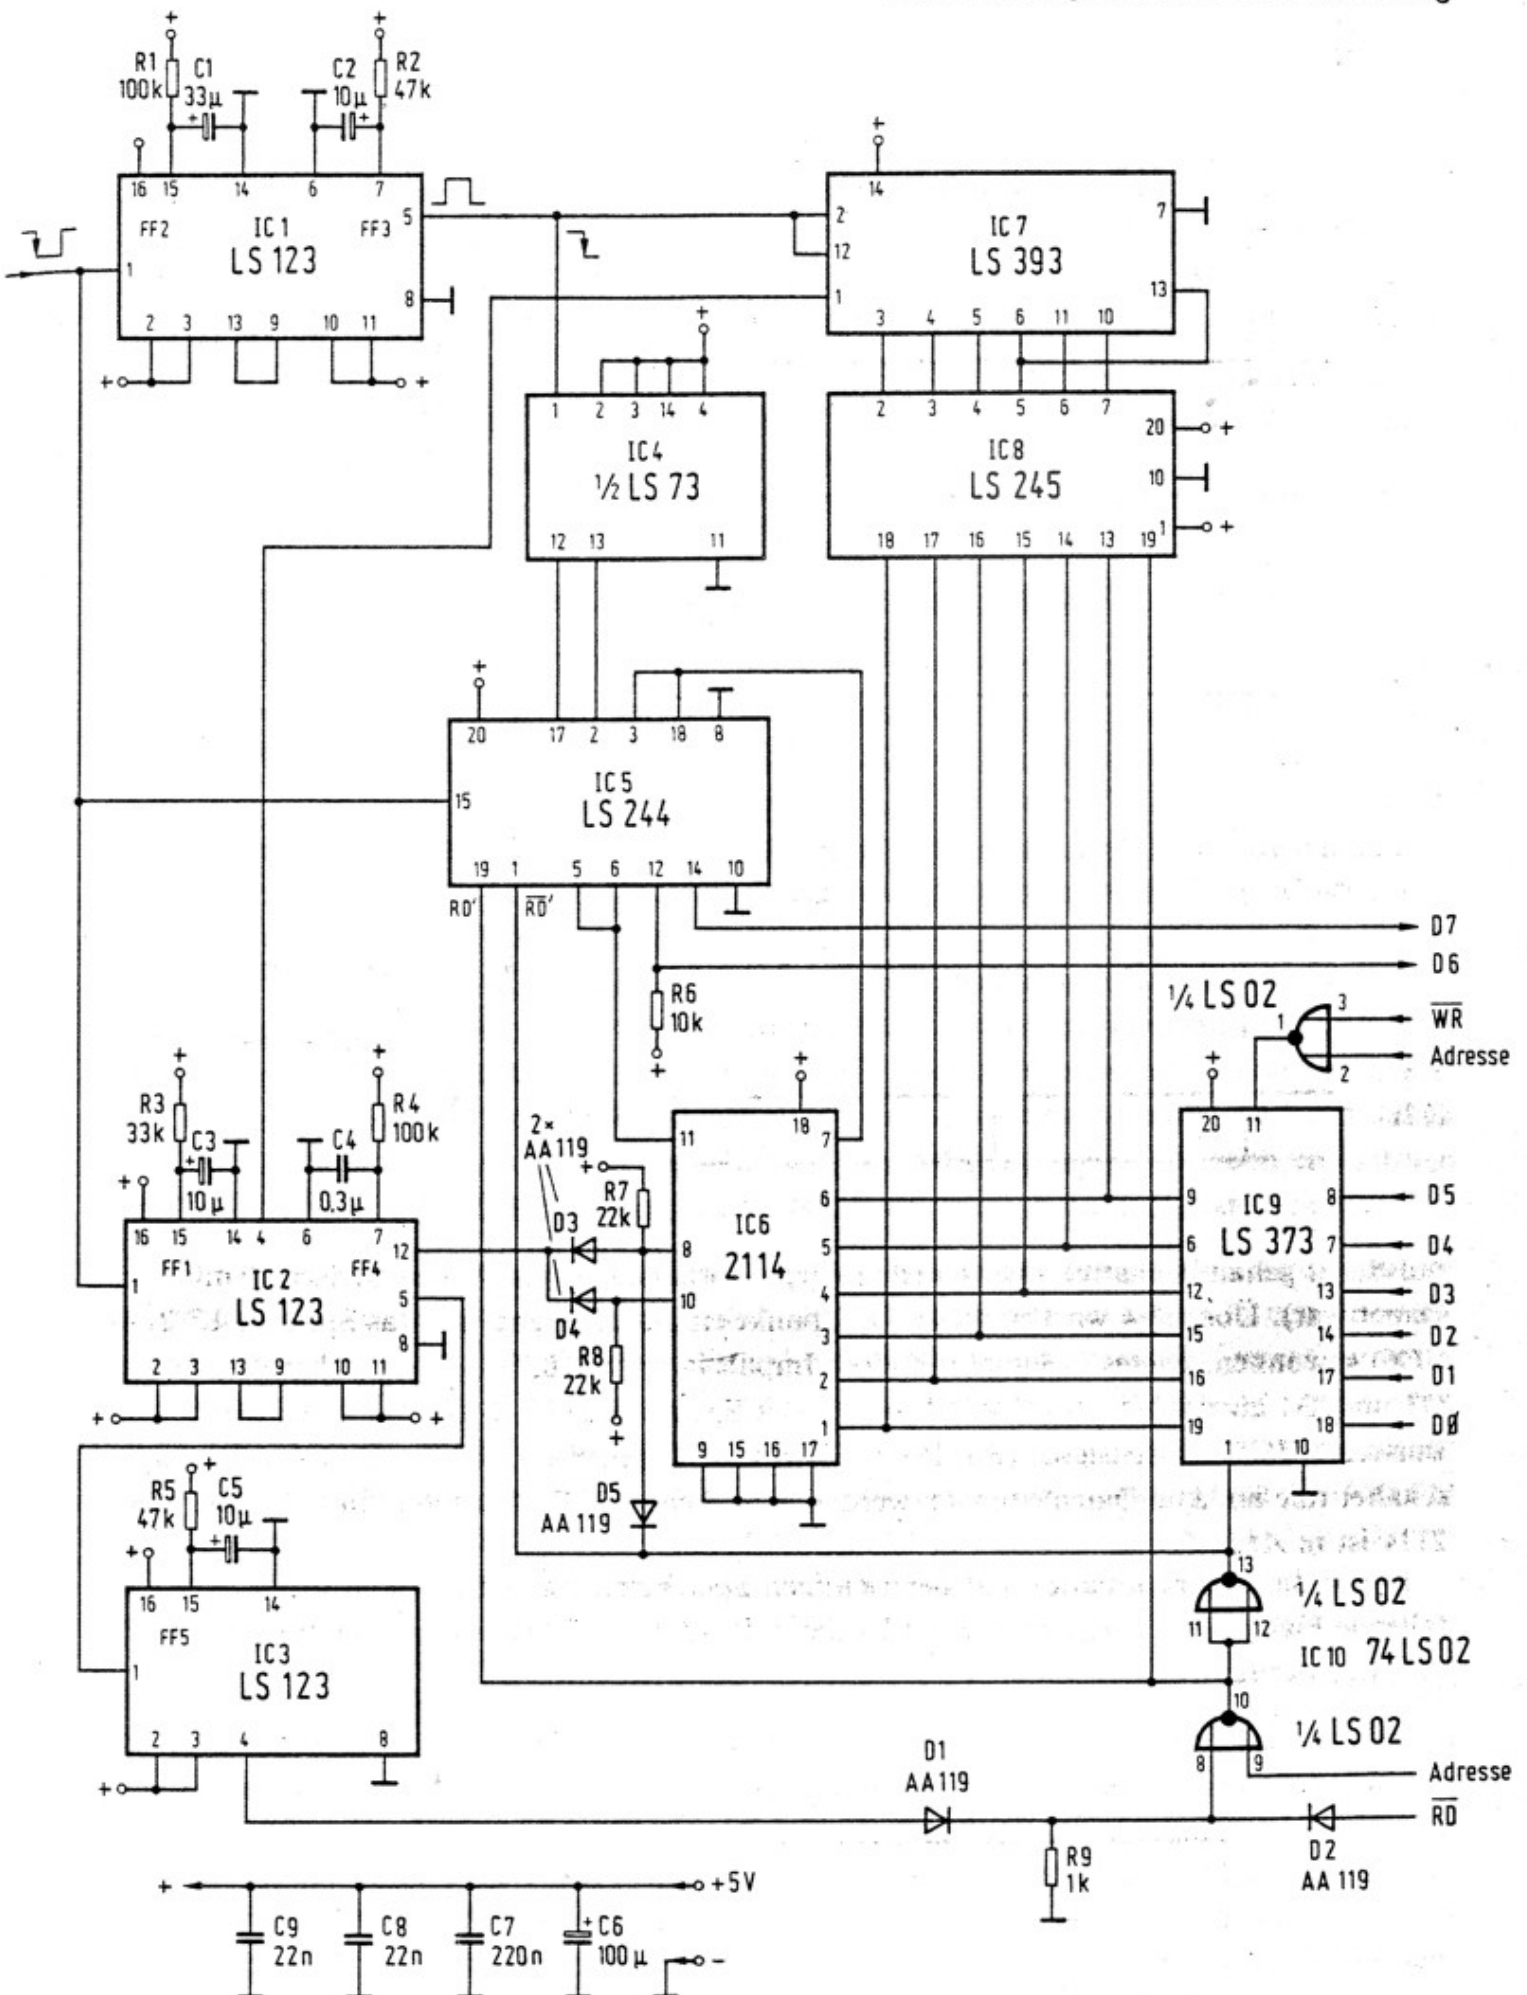 +
+
R1
100k
C1
33µ
+
C2
10µ
+
R2
47k
16 15 14 6 7
FF2 IC1 FF3
LS 123
1
5
8
2 3 13 9 10 11
+ +
+
14
2
12
1
IC7
LS 393
7
13
3 4 5 6 11 10
+
1 2 3 14 4
IC4
½ LS 73
12 13 11
2 3 4 5 6 7
IC8
LS 245
20 +
10
1 +
18 17 16 15 14 13 19
+
20 17 2 3 18 8
15
IC5
LS 244
19 1 5 6 12 14 10
RD' R̅D̅'
D7
D6
R6
10k
+
¼ LS 02
1
3
2
W̅R̅
Adresse
+
R3
33k
C3
+
10µ
C4
0,3µ
+
R4
100k
+
16 15 14 4 6 7
FF1 IC2 FF4
LS 123
1
12
5
8
2 3 13 9 10 11
+ +
2×
AA119
+
R7
22k
D3
D4
R8
22k
+
D5
AA 119
+
18
11
8
10
IC6
2114
7
6
5
4
3
2
1
9 15 16 17
+
20 11
IC9
LS 373
9
6
12
15
16
19
8
7
13
14
17
18
D5
D4
D3
D2
D1
DØ
1 10
+
R5
47k
C5
10µ
+
+
16 15 14
FF5
IC3
LS 123
1
2 3 4 8
+
13
11 12
¼ LS 02
IC10 74LS02
10
8 9
¼ LS 02
Adresse
R̅D̅
D1
AA119
R9
1k
D2
AA 119
+ +5V
C9
22n
C8
22n
C7
220n
+
C6
100µ
-